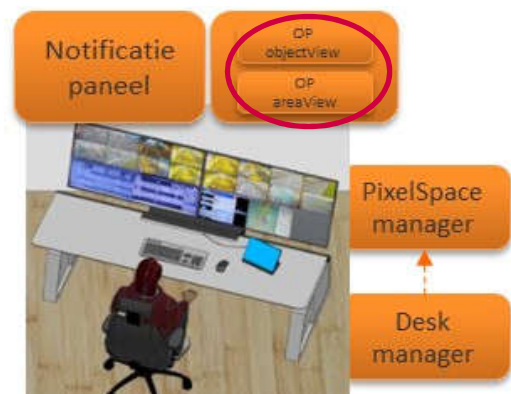 Notificatie
paneel
OP
objectView
OP
areaView
PixelSpace
manager
Desk
manager